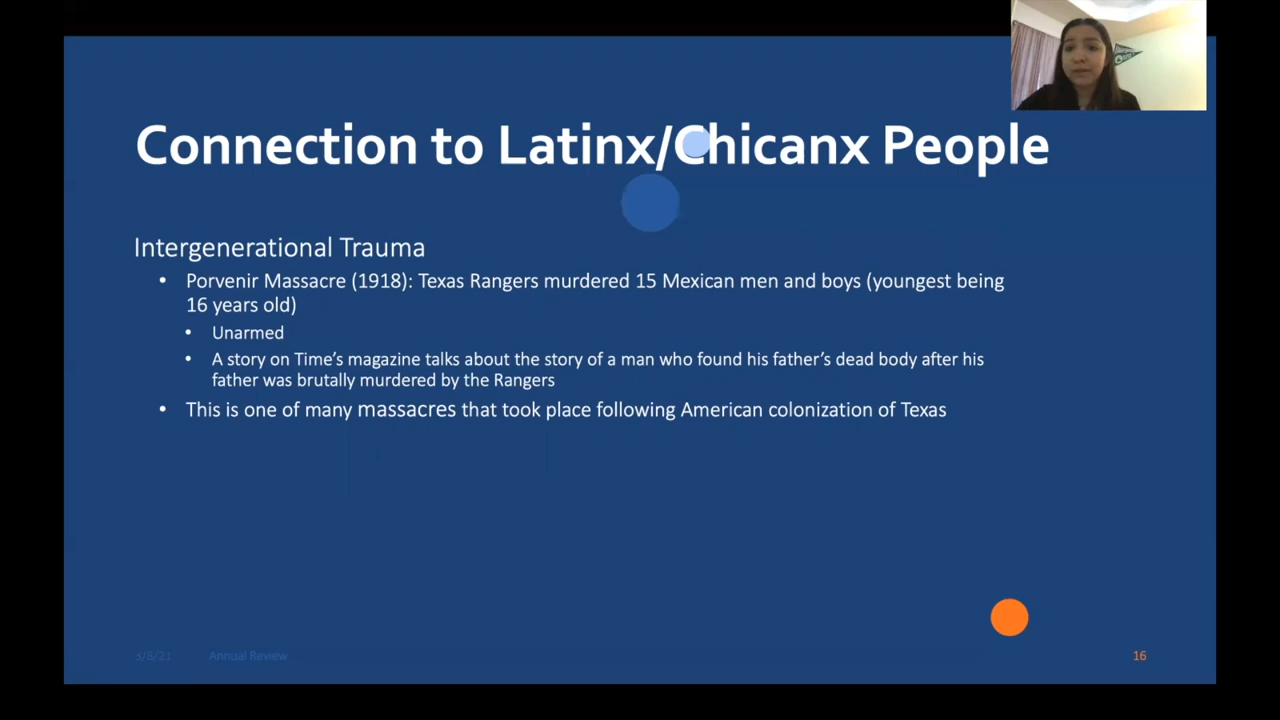 Connection to Latinx/Chicanx People
Intergenerational Trauma
• Porvenir Massacre (1918): Texas Rangers murdered 15 Mexican men and boys (youngest being
16 years old)
• Unarmed
• A story on Time's magazine talks about the story of a man who found his father's dead body after his
father was brutally murdered by the Rangers
• This is one of many massacres that took place following American colonization of Texas
3/8/21 Annual Review 16